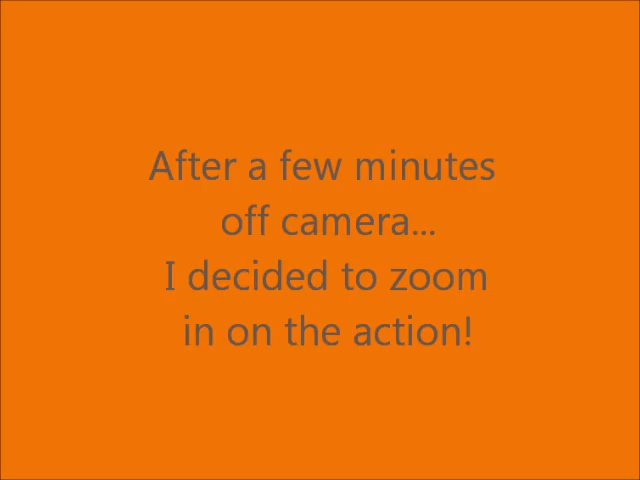 After a few minutes
off camera...
I decided to zoom
in on the action!